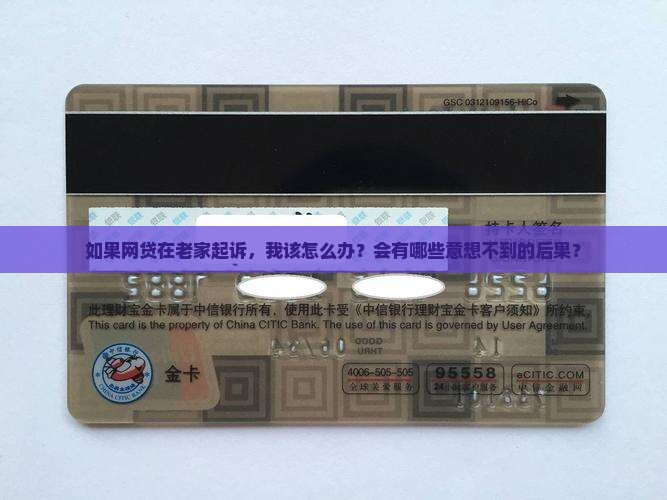 GSC 0312109156-HiCo
持卡人签名
如果网贷在老家起诉，我该怎么办？会有哪些意想不到的后果？
此理财宝金卡属于中信银行所有，使用此卡受《中信银行理财宝金卡客户须知》所约束。
This card is the property of China CITIC Bank. The use of this card is governed by User Agreement.
GOOD
THRU
CHINA CITIC BANK
金卡
4006-505-505
全球关爱服务
95558
24小时客户服务
eCITIC.COM
中信金融网